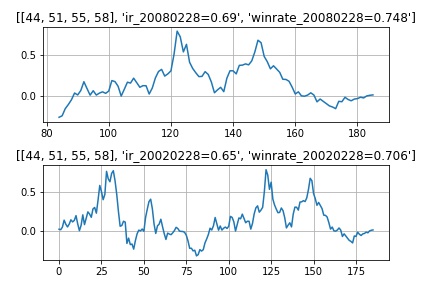 [[44, 51, 55, 58], 'ir_20080228=0.69', 'winrate_20080228=0.748']
0.5
0.0
80 100 120 140 160 180
[[44, 51, 55, 58], 'ir_20020228=0.65', 'winrate_20020228=0.706']
0.5
0.0
0 25 50 75 100 125 150 175